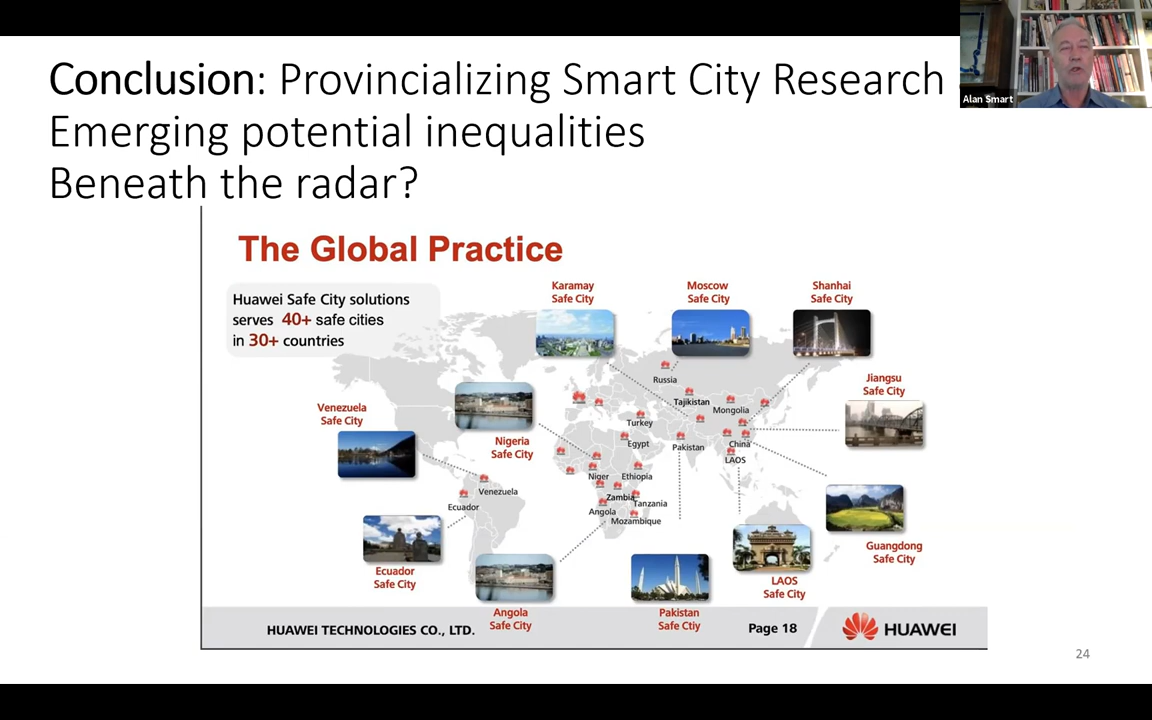 Conclusion: Provincializing Smart City Research
Emerging potential inequalities
Beneath the radar?
Alan Smart
The Global Practice
Huawei Safe City solutions
serves 40+ safe cities
in 30+ countries
Karamay
Safe City
Moscow
Safe City
Shanhai
Safe City
Jiangsu
Safe City
Venezuela
Safe City
Nigeria
Safe City
Russia
Tajikistan
Mongolia
Turkey
Egypt
Pakistan
China
LAOS
Niger
Ethiopia
Venezuela
Zambia
Tanzania
Ecuador
Angola
Mozambique
Guangdong
Safe City
Ecuador
Safe City
LAOS
Safe City
Angola
Safe City
Pakistan
Safe Ctiy
HUAWEI TECHNOLOGIES CO., LTD.
Page 18
HUAWEI
24